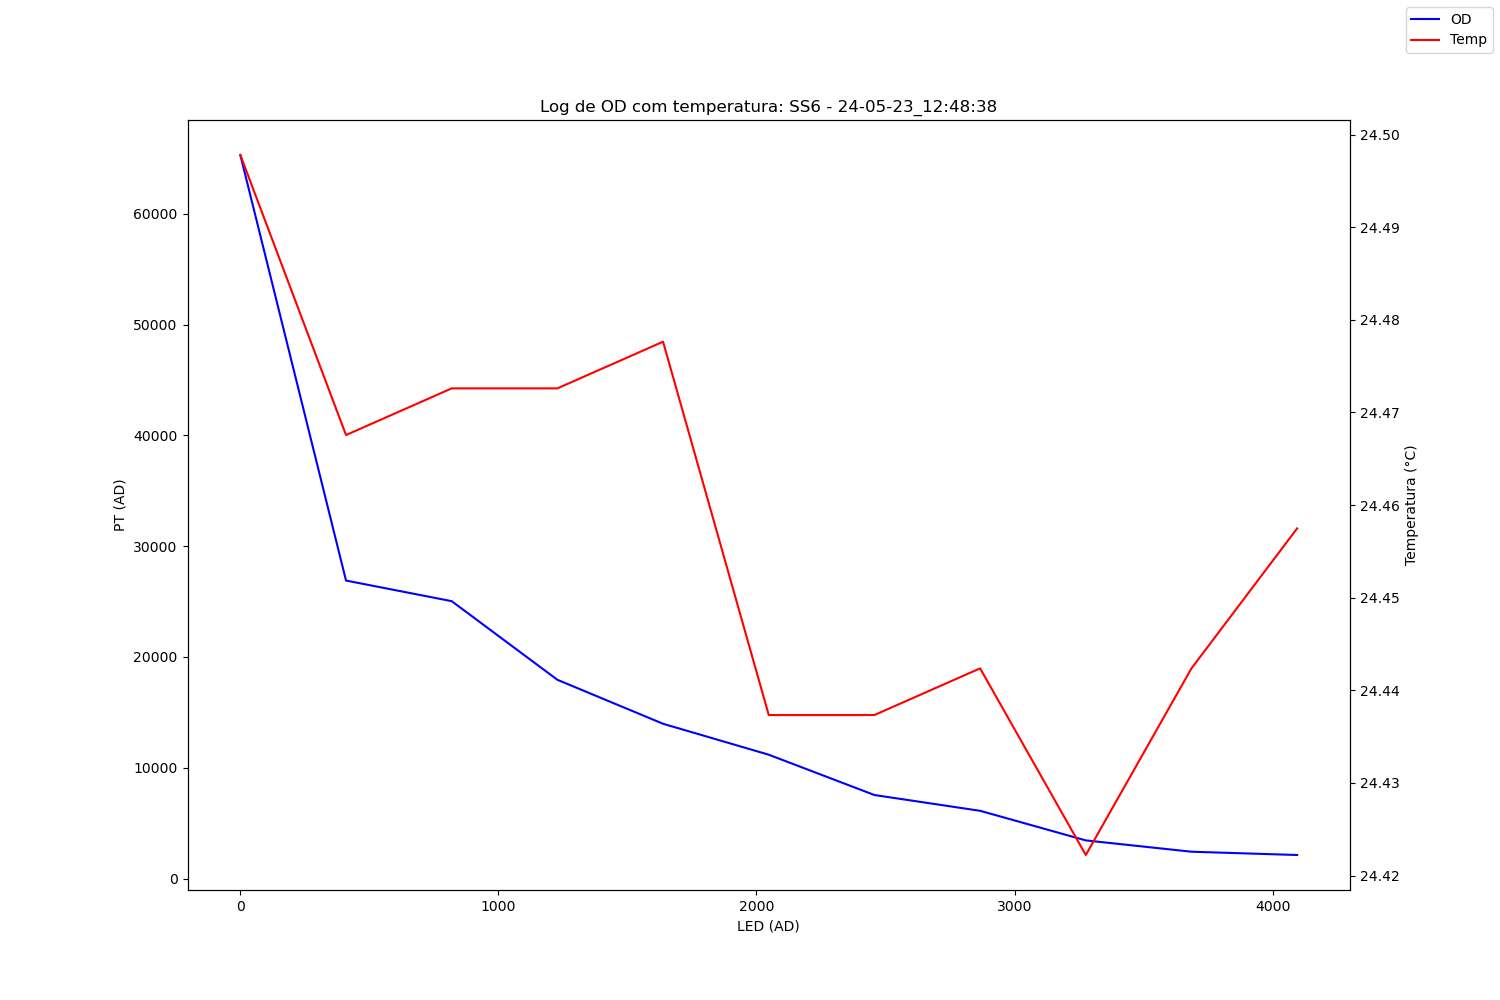 OD
Temp
Log de OD com temperatura: SS6 - 24-05-23_12:48:38
60000
50000
40000
30000
20000
10000
0
PT (AD)
24.50
24.49
24.48
24.47
24.46
24.45
24.44
24.43
24.42
Temperatura (°C)
0 1000 2000 3000 4000
LED (AD)